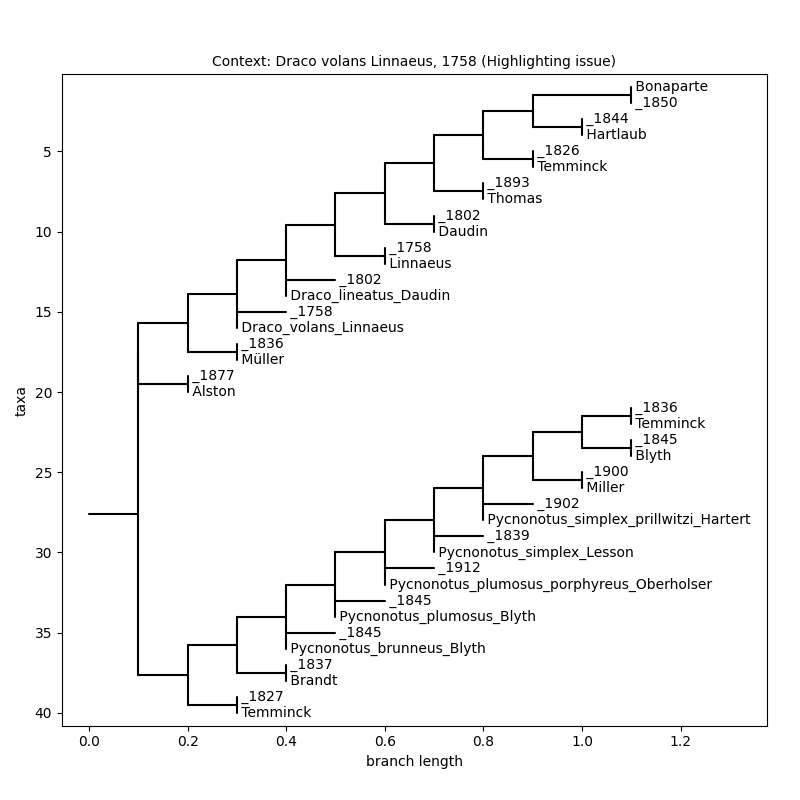 Context: Draco volans Linnaeus, 1758 (Highlighting issue)
Bonaparte
_1850
_1844
Hartlaub
_1826
Temminck
_1893
Thomas
_1802
Daudin
_1758
Linnaeus
_1802
Draco_lineatus_Daudin
_1758
Draco_volans_Linnaeus
_1836
Müller
_1877
Alston
_1836
Temminck
_1845
Blyth
_1900
Miller
_1902
Pycnonotus_simplex_prillwitzi_Hartert
_1839
Pycnonotus_simplex_Lesson
_1912
Pycnonotus_plumosus_porphyreus_Oberholser
_1845
Pycnonotus_plumosus_Blyth
_1845
Pycnonotus_brunneus_Blyth
_1837
Brandt
_1827
Temminck
5
10
15
20
25
30
35
40
taxa
0.0 0.2 0.4 0.6 0.8 1.0 1.2
branch length